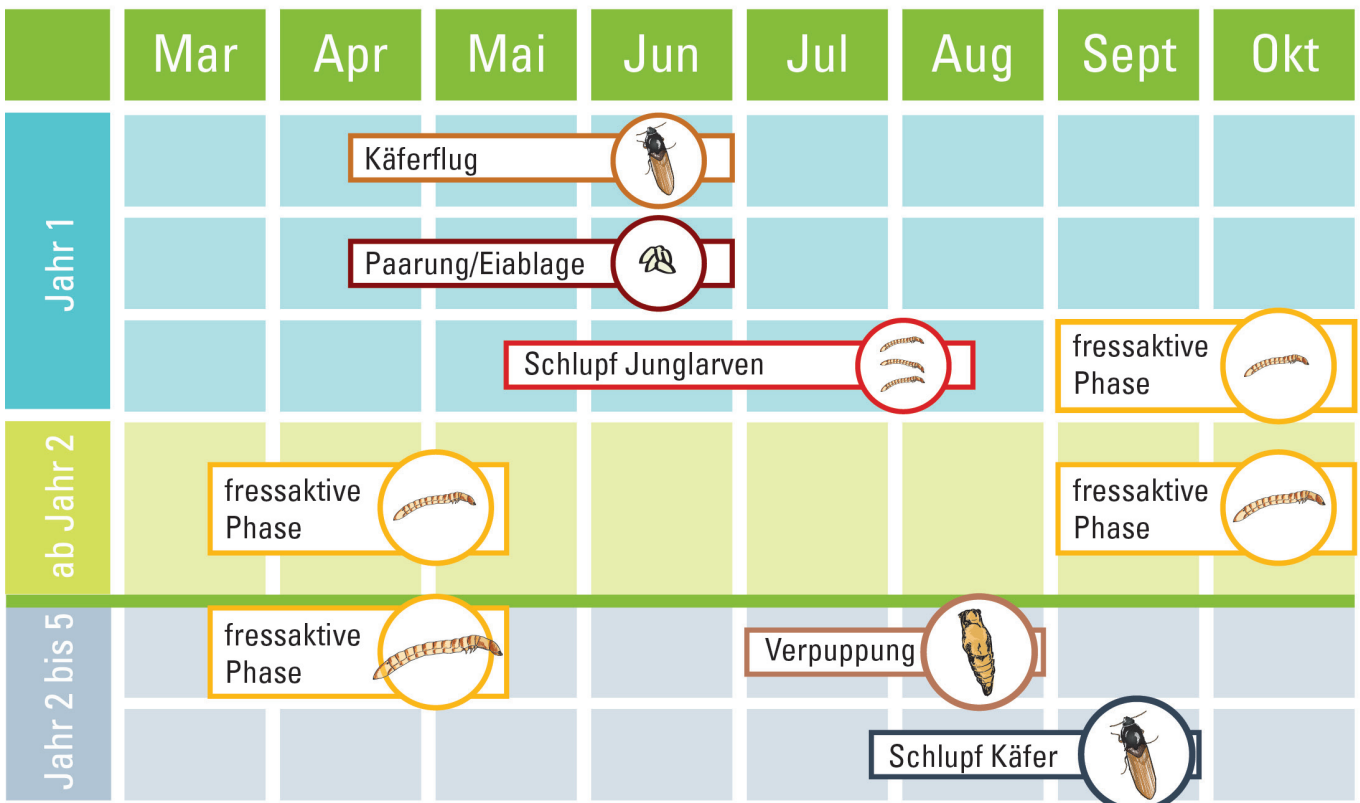 Mar Apr Mai Jun Jul Aug Sept Okt
Jahr 1
Käferflug
Paarung/Eiablage
Schlupf Junglarven
fressaktive
Phase
ab Jahr 2
fressaktive
Phase
fressaktive
Phase
Jahr 2 bis 5
fressaktive
Phase
Verpuppung
Schlupf Käfer